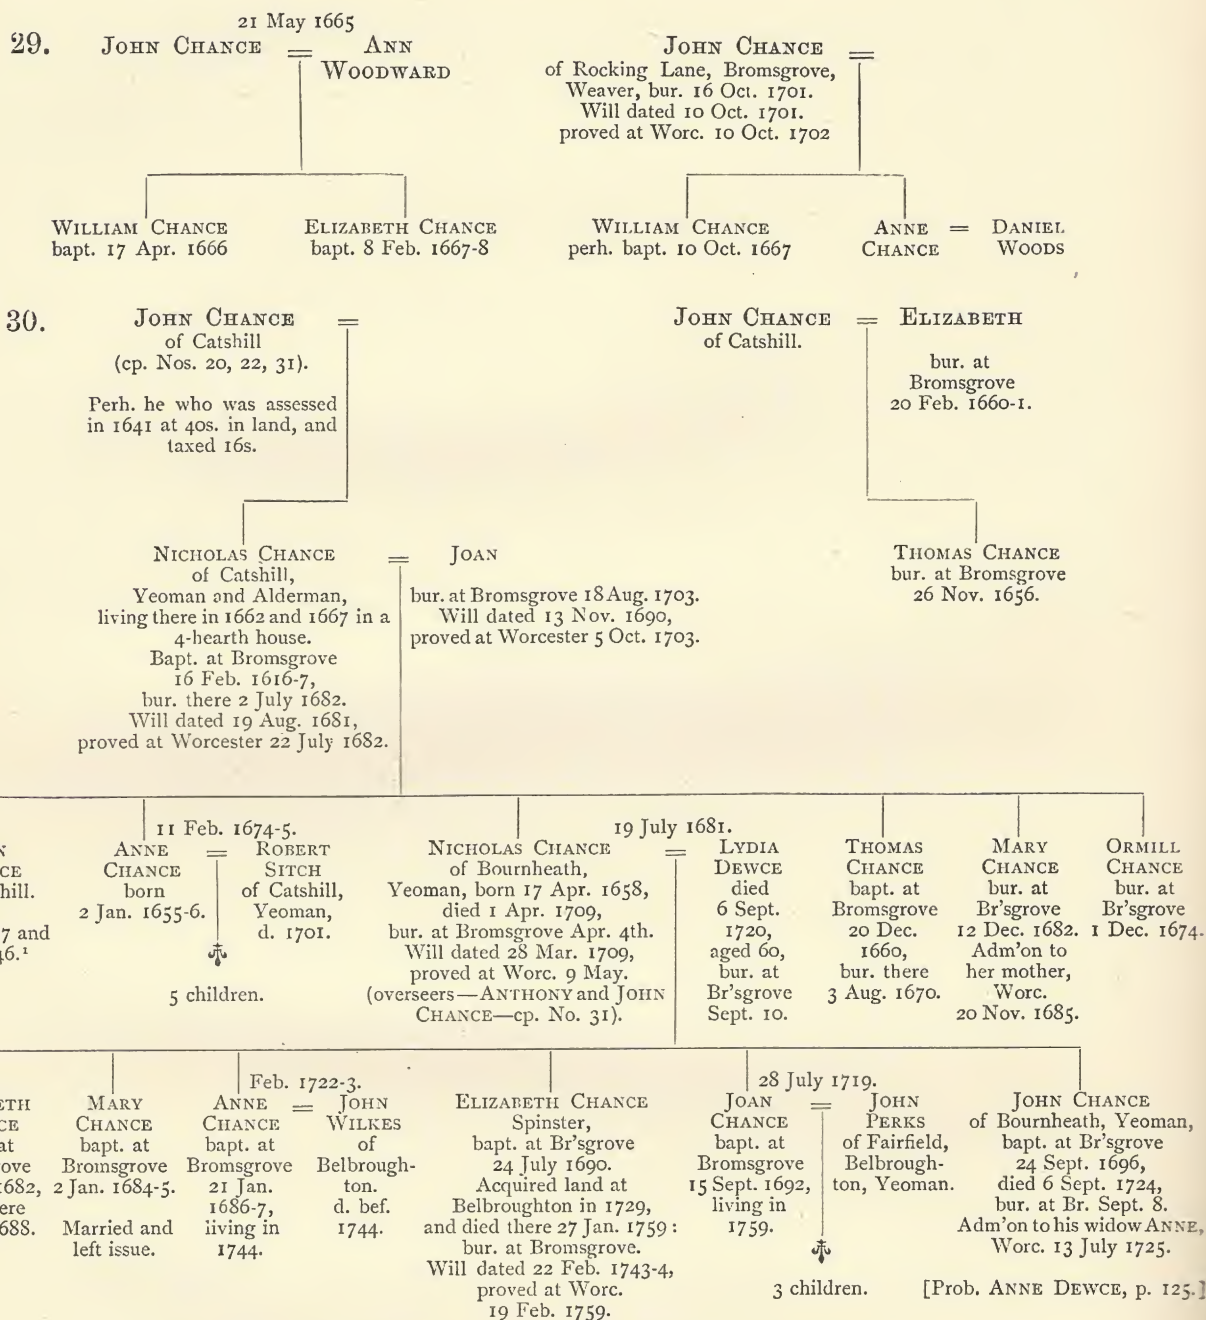 29.
21 May 1665
JOHN CHANCE = ANN
WOODWARD
WILLIAM CHANCE
bapt. 17 Apr. 1666
ELIZABETH CHANCE
bapt. 8 Feb. 1667-8
JOHN CHANCE =
of Rocking Lane, Bromsgrove,
Weaver, bur. 16 Oct. 1701.
Will dated 10 Oct. 1701.
proved at Worc. 10 Oct. 1702
WILLIAM CHANCE
perh. bapt. 10 Oct. 1667
ANNE = DANIEL
CHANCE WOODS
30.
JOHN CHANCE =
of Catshill
(cp. Nos. 20, 22, 31).
Perh. he who was assessed
in 1641 at 40s. in land, and
taxed 16s.
JOHN CHANCE = ELIZABETH
of Catshill.
bur. at
Bromsgrove
20 Feb. 1660-1.
NICHOLAS CHANCE = JOAN
of Catshill,
Yeoman and Alderman,
living there in 1662 and 1667 in a
4-hearth house.
Bapt. at Bromsgrove
16 Feb. 1616-7,
bur. there 2 July 1682.
Will dated 19 Aug. 1681,
proved at Worcester 22 July 1682.
bur. at Bromsgrove 18 Aug. 1703.
Will dated 13 Nov. 1690,
proved at Worcester 5 Oct. 1703.
THOMAS CHANCE
bur. at Bromsgrove
26 Nov. 1656.
N
CE
hill.
7 and
46.¹
11 Feb. 1674-5.
ANNE =
CHANCE
born
2 Jan. 1655-6.
ROBERT
SITCH
of Catshill,
Yeoman,
d. 1701.
5 children.
19 July 1681.
NICHOLAS CHANCE =
of Bournheath,
Yeoman, born 17 Apr. 1658,
died 1 Apr. 1709,
bur. at Bromsgrove Apr. 4th.
Will dated 28 Mar. 1709,
proved at Worc. 9 May.
(overseers—ANTHONY and JOHN
CHANCE—cp. No. 31).
LYDIA
DEWCE
died
6 Sept.
1720,
aged 60,
bur. at
Br'sgrove
Sept. 10.
THOMAS
CHANCE
bapt. at
Bromsgrove
20 Dec.
1660,
bur. there
3 Aug. 1670.
MARY
CHANCE
bur. at
Br'sgrove
12 Dec. 1682.
Adm'on to
her mother,
Worc.
20 Nov. 1685.
ORMILL
CHANCE
bur. at
Br'sgrove
1 Dec. 1674.
ETH
CE
at
ove
1682,
ere
688.
MARY
CHANCE
bapt. at
Bromsgrove
2 Jan. 1684-5.
Married and
left issue.
Feb. 1722-3.
ANNE =
CHANCE
bapt. at
Bromsgrove
21 Jan.
1686-7,
living in
1744.
JOHN
WILKES
of
Belbrough-
ton.
d. bef.
1744.
ELIZABETH CHANCE
Spinster,
bapt. at Br'sgrove
24 July 1690.
Acquired land at
Belbroughton in 1729,
and died there 27 Jan. 1759:
bur. at Bromsgrove.
Will dated 22 Feb. 1743-4,
proved at Worc.
19 Feb. 1759.
28 July 1719.
JOAN =
CHANCE
bapt. at
Bromsgrove
15 Sept. 1692,
living in
1759.
JOHN
PERKS
of Fairfield,
Belbrough-
ton, Yeoman.
3 children.
JOHN CHANCE
of Bournheath, Yeoman,
bapt. at Br'sgrove
24 Sept. 1696,
died 6 Sept. 1724,
bur. at Br. Sept. 8.
Adm'on to his widow ANNE,
Worc. 13 July 1725.
[Prob. ANNE DEWCE, p. 125.]